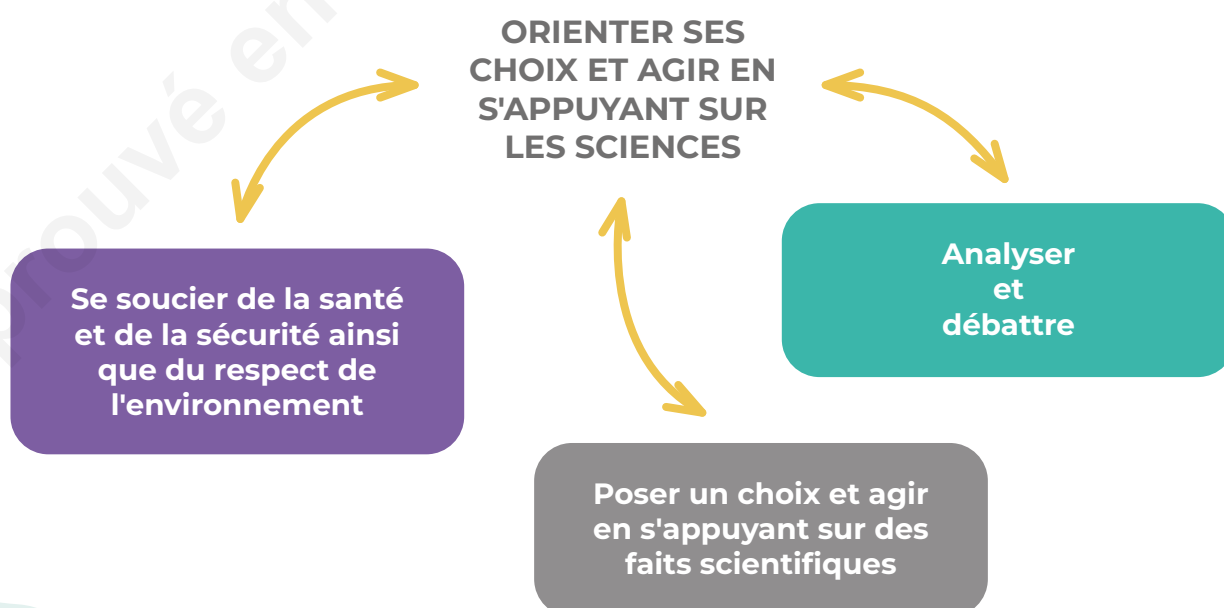 ORIENTER SES
CHOIX ET AGIR EN
S'APPUYANT SUR
LES SCIENCES
Se soucier de la santé
et de la sécurité ainsi
que du respect de
l'environnement
Analyser
et
débattre
Poser un choix et agir
en s'appuyant sur des
faits scientifiques